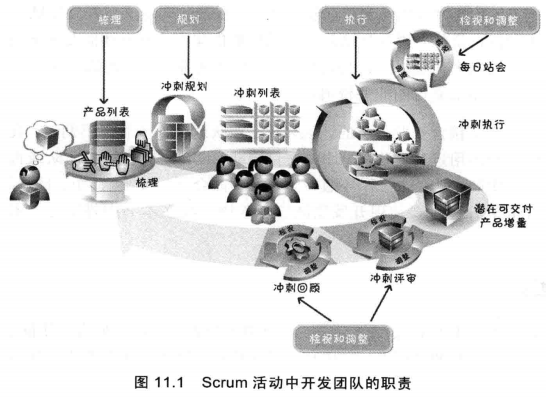 梳理
规划
执行
检视和调整
检视
调整
每日站会
冲刺规划
冲刺列表
产品列表
冲刺执行
梳理
潜在可交付
产品增量
检视
调整
检视
调整
冲刺回顾
冲刺评审
检视和调整
图 11.1 Scrum 活动中开发团队的职责